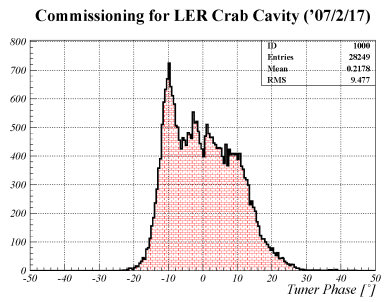 Commissioning for LER Crab Cavity ('07/2/17)
ID 1000
Entries 28249
Mean 0.2178
RMS 9.477
800
700
600
500
400
300
200
100
0
-50 -40 -30 -20 -10 0 10 20 30 40 50
Tuner Phase [°]